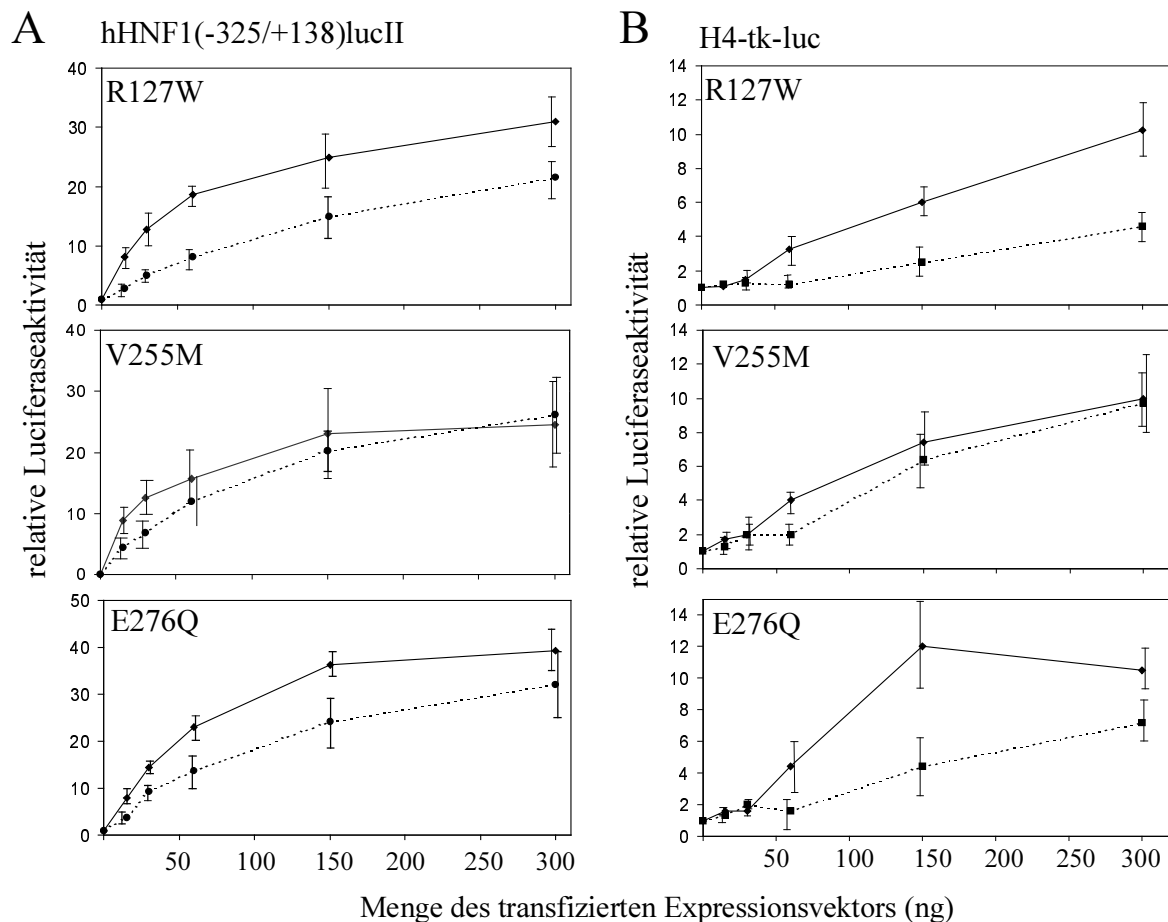 A
hHNF1(-325/+138)lucII
B
H4-tk-luc
relative Luciferaseaktivität
R127W
40
30
20
10
0
V255M
40
30
20
10
0
E276Q
50
40
30
20
10
0
50 100 150 200 250 300
relative Luciferaseaktivität
R127W
14
12
10
8
6
4
2
0
V255M
14
12
10
8
6
4
2
0
E276Q
14
12
10
8
6
4
2
0
50 100 150 200 250 300
Menge des transfizierten Expressionsvektors (ng)